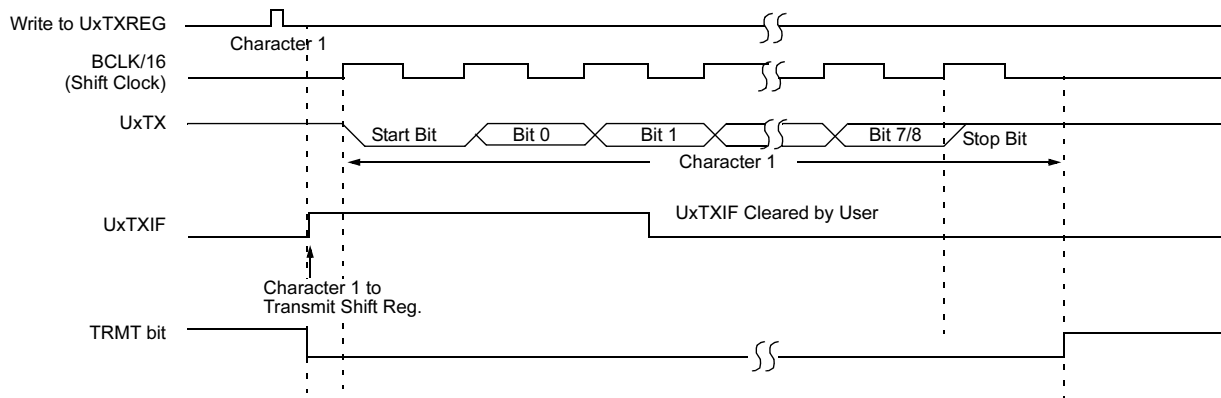 Write to UxTXREG
Character 1
BCLK/16
(Shift Clock)
UxTX
Start Bit
Bit 0
Bit 1
Bit 7/8
Stop Bit
Character 1
UxTXIF
UxTXIF Cleared by User
Character 1 to
Transmit Shift Reg.
TRMT bit